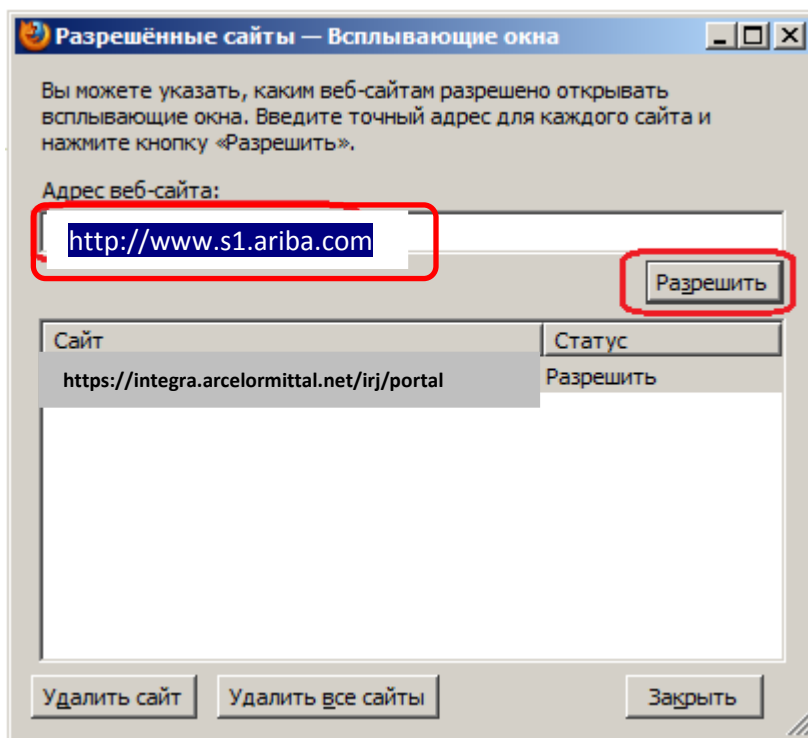 Разрешённые сайты — Всплывающие окна
Вы можете указать, каким веб-сайтам разрешено открывать
всплывающие окна. Введите точный адрес для каждого сайта и
нажмите кнопку «Разрешить».
Адрес веб-сайта:
http://www.s1.ariba.com
Разрешить
Сайт Статус
https://integra.arcelormittal.net/irj/portal Разрешить
Удалить сайт Удалить все сайты Закрыть